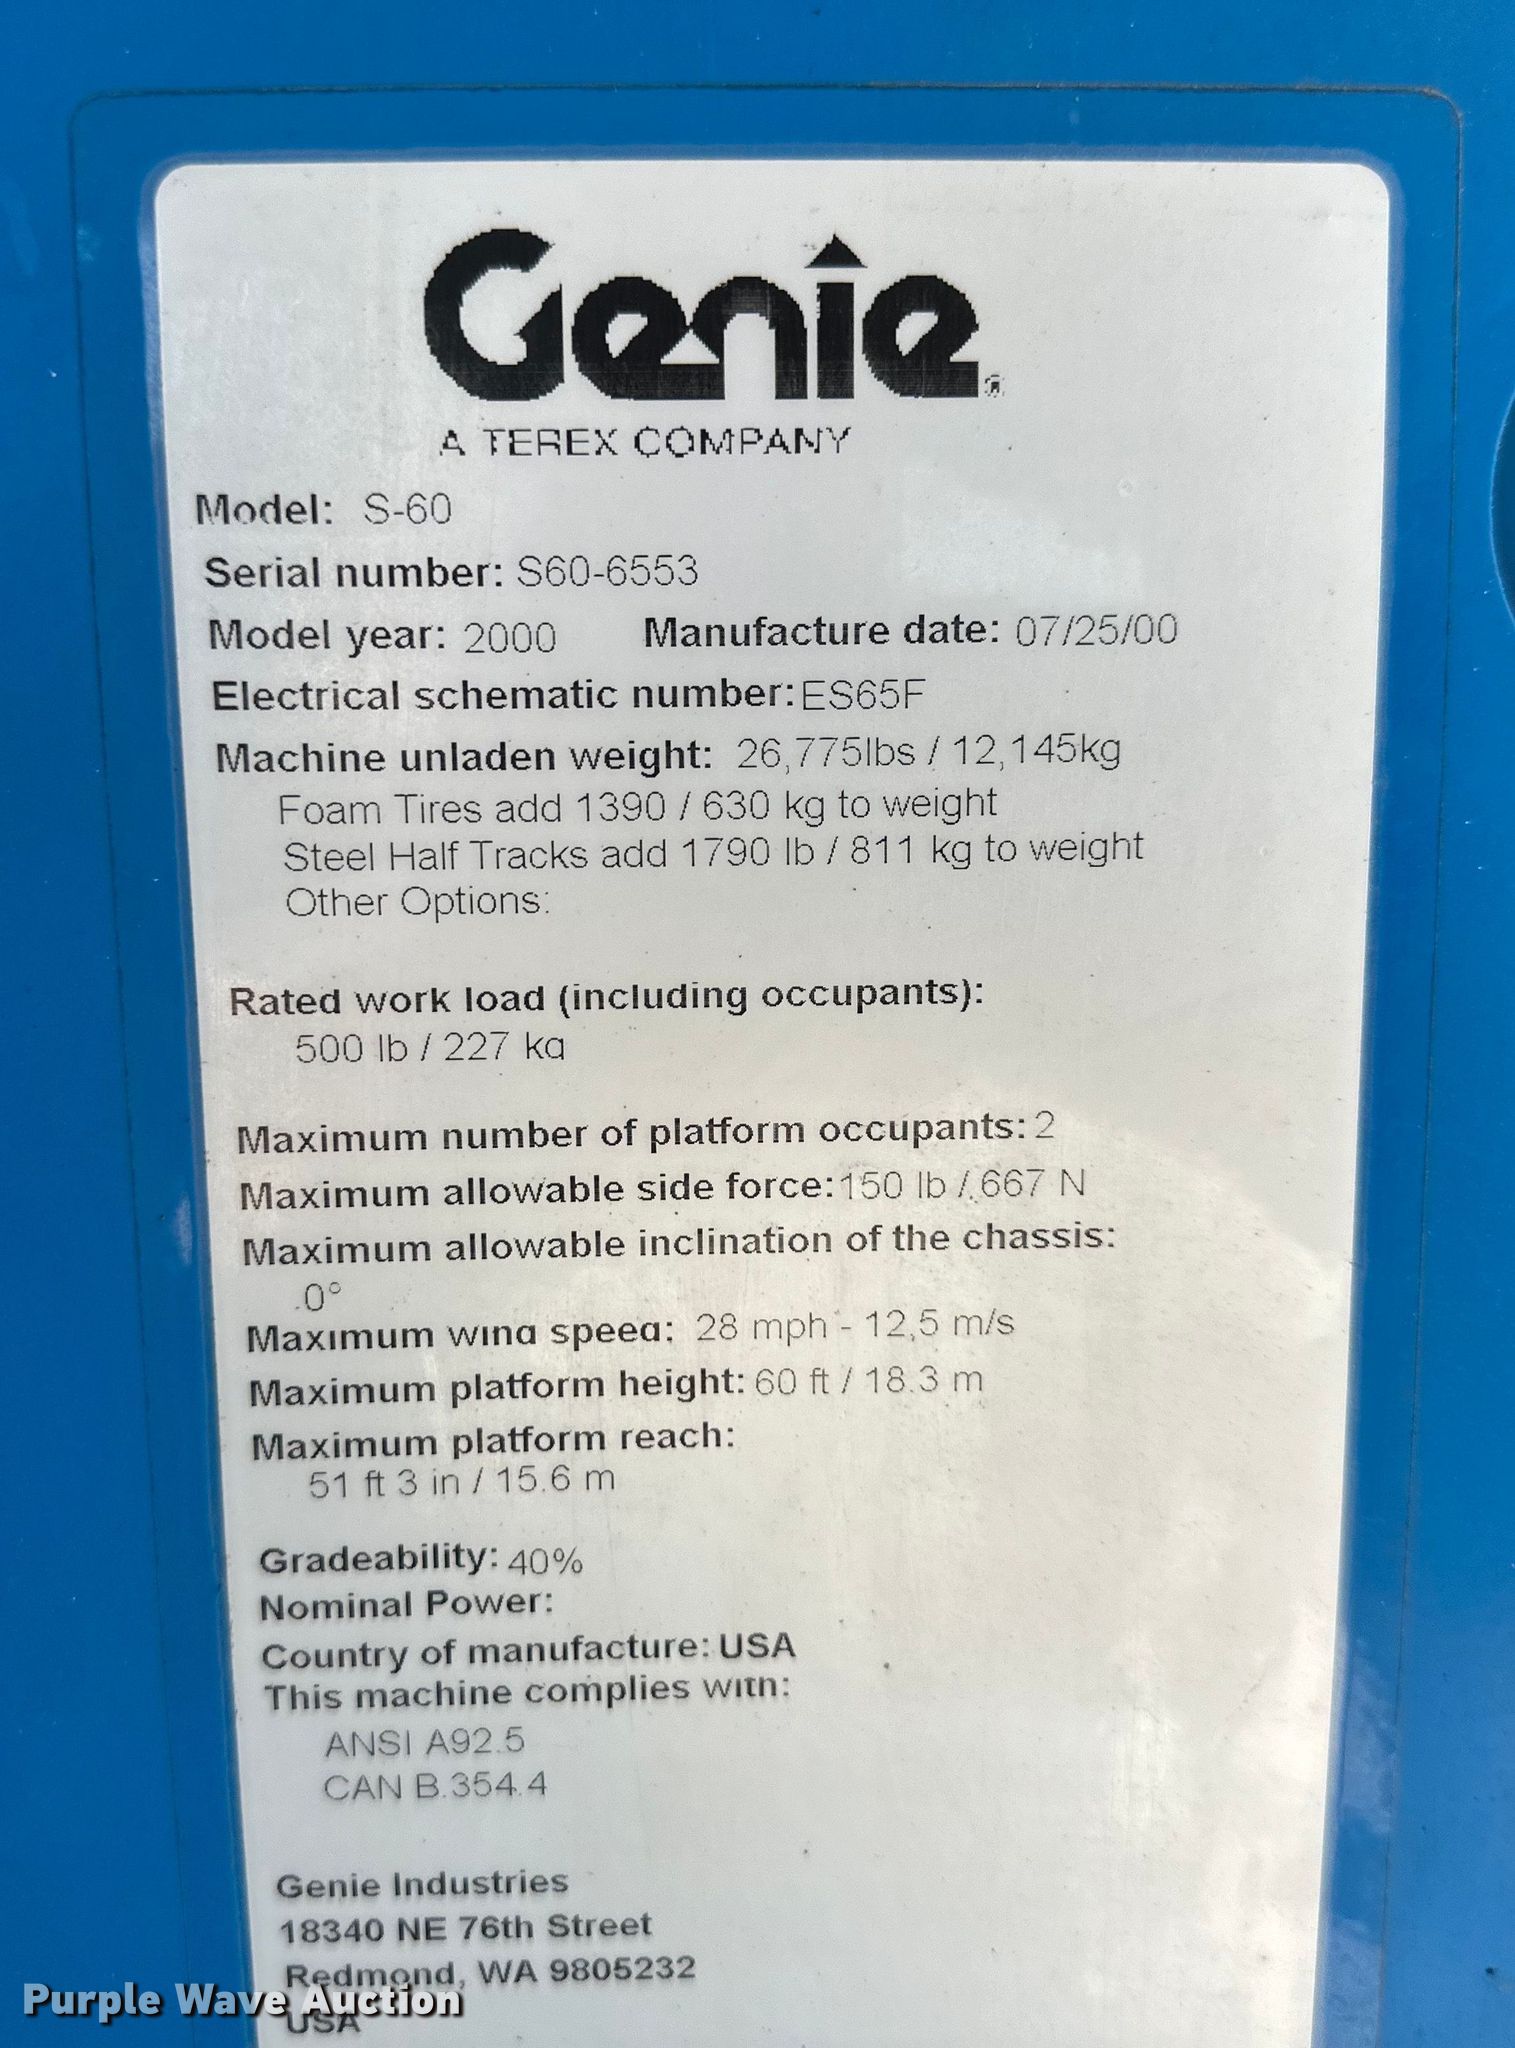 Genie®
A TEREX COMPANY
Model: S-60
Serial number: S60-6553
Model year: 2000 Manufacture date: 07/25/00
Electrical schematic number: ES65F
Machine unladen weight: 26,775lbs / 12,145kg
Foam Tires add 1390 / 630 kg to weight
Steel Half Tracks add 1790 lb / 811 kg to weight
Other Options:
Rated work load (including occupants):
500 lb / 227 kg
Maximum number of platform occupants: 2
Maximum allowable side force: 150 lb / 667 N
Maximum allowable inclination of the chassis:
0°
Maximum wind speed: 28 mph - 12,5 m/s
Maximum platform height: 60 ft / 18.3 m
Maximum platform reach:
51 ft 3 in / 15.6 m
Gradeability: 40%
Nominal Power:
Country of manufacture: USA
This machine complies with:
ANSI A92.5
CAN B.354.4
Genie Industries
18340 NE 76th Street
Redmond, WA 9805232
USA
Purple Wave Auction